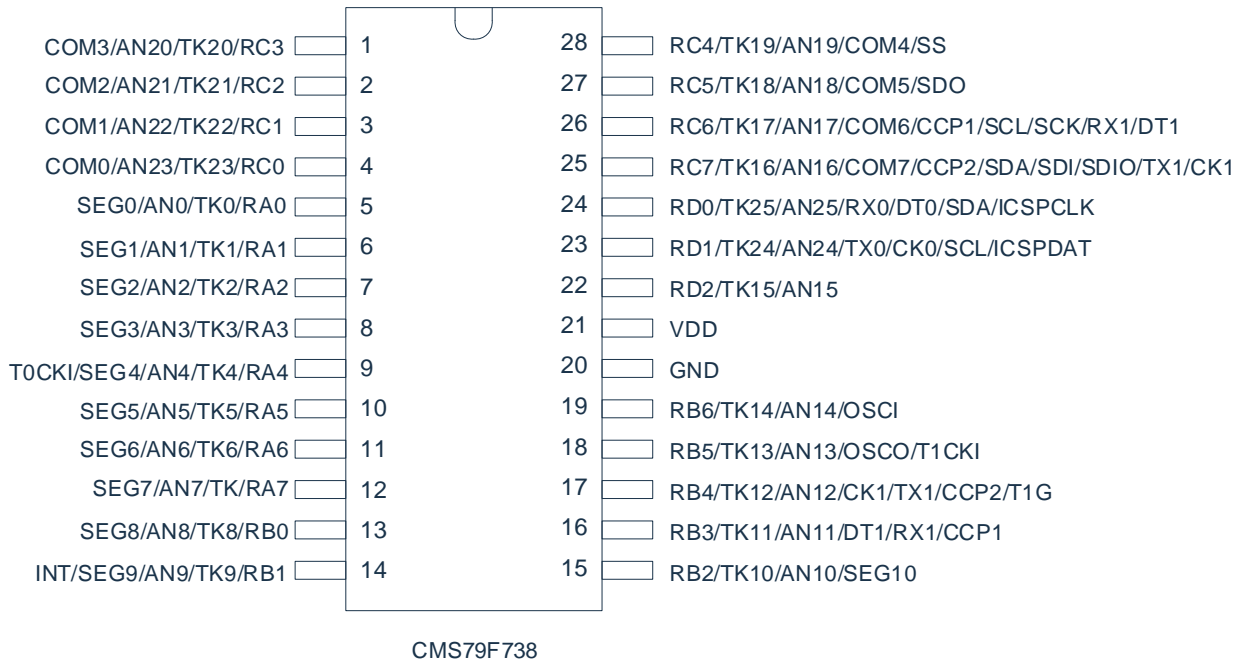 COM3/AN20/TK20/RC3 1 28 RC4/TK19/AN19/COM4/SS
COM2/AN21/TK21/RC2 2 27 RC5/TK18/AN18/COM5/SDO
COM1/AN22/TK22/RC1 3 26 RC6/TK17/AN17/COM6/CCP1/SCL/SCK/RX1/DT1
COM0/AN23/TK23/RC0 4 25 RC7/TK16/AN16/COM7/CCP2/SDA/SDI/SDIO/TX1/CK1
SEG0/AN0/TK0/RA0 5 24 RD0/TK25/AN25/RX0/DT0/SDA/ICSPCLK
SEG1/AN1/TK1/RA1 6 23 RD1/TK24/AN24/TX0/CK0/SCL/ICSPDAT
SEG2/AN2/TK2/RA2 7 22 RD2/TK15/AN15
SEG3/AN3/TK3/RA3 8 21 VDD
T0CKI/SEG4/AN4/TK4/RA4 9 20 GND
SEG5/AN5/TK5/RA5 10 19 RB6/TK14/AN14/OSCI
SEG6/AN6/TK6/RA6 11 18 RB5/TK13/AN13/OSCO/T1CKI
SEG7/AN7/TK/RA7 12 17 RB4/TK12/AN12/CK1/TX1/CCP2/T1G
SEG8/AN8/TK8/RB0 13 16 RB3/TK11/AN11/DT1/RX1/CCP1
INT/SEG9/AN9/TK9/RB1 14 15 RB2/TK10/AN10/SEG10
CMS79F738